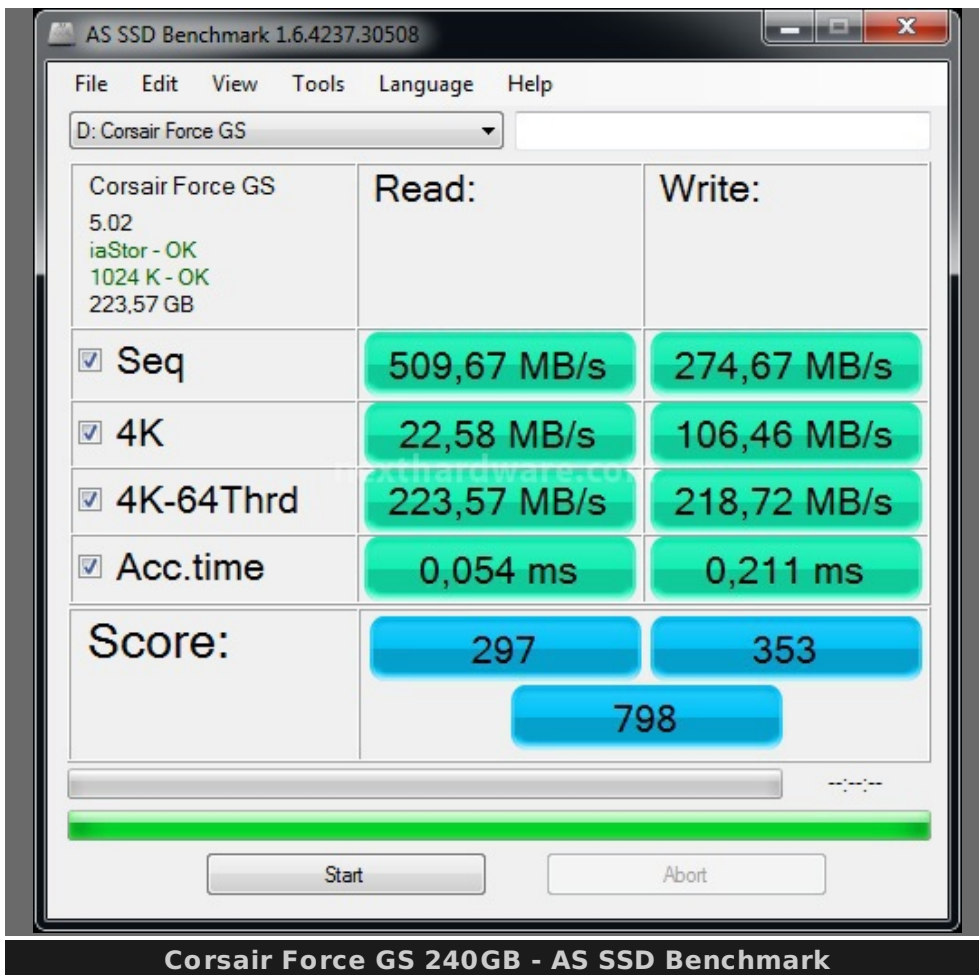 AS SSD Benchmark 1.6.4237.30508
File Edit View Tools Language Help
D: Corsair Force GS
Corsair Force GS
5.02
iaStor - OK
1024 K - OK
223,57 GB
Read: Write:
Seq 509,67 MB/s 274,67 MB/s
4K 22,58 MB/s 106,46 MB/s
nexthardware.com
4K-64Thrd 223,57 MB/s 218,72 MB/s
Acc.time 0,054 ms 0,211 ms
Score: 297 353
798
--:--:--
Start Abort
Corsair Force GS 240GB - AS SSD Benchmark